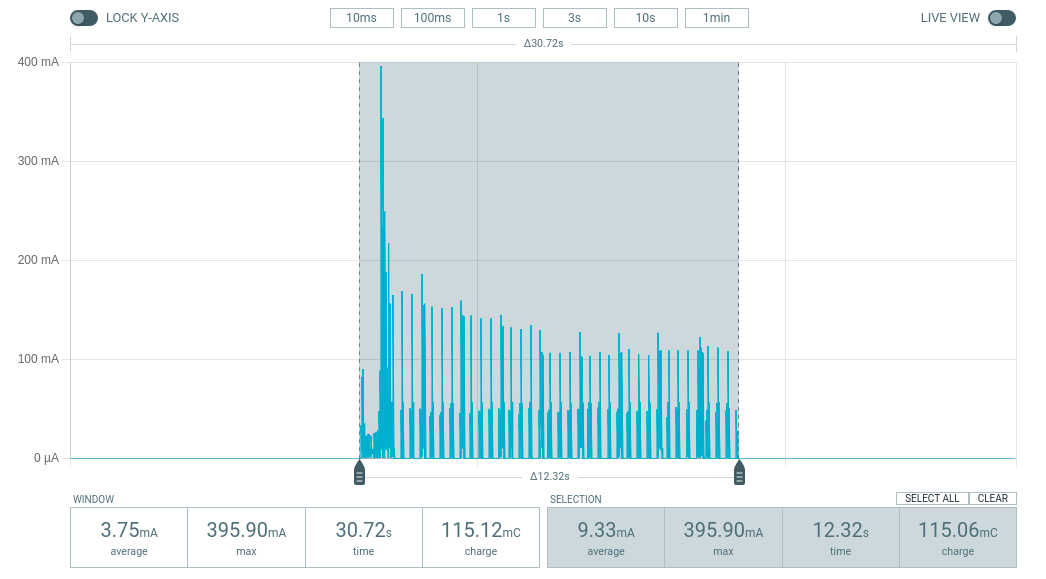 LOCK Y-AXIS 10ms 100ms 1s 3s 10s 1min LIVE VIEW
Δ30.72s
400 mA
300 mA
200 mA
100 mA
0 µA
Δ12.32s
WINDOW SELECTION SELECT ALL CLEAR
3.75mA 395.90mA 30.72s 115.12mC 9.33mA 395.90mA 12.32s 115.06mC
average max time charge average max time charge